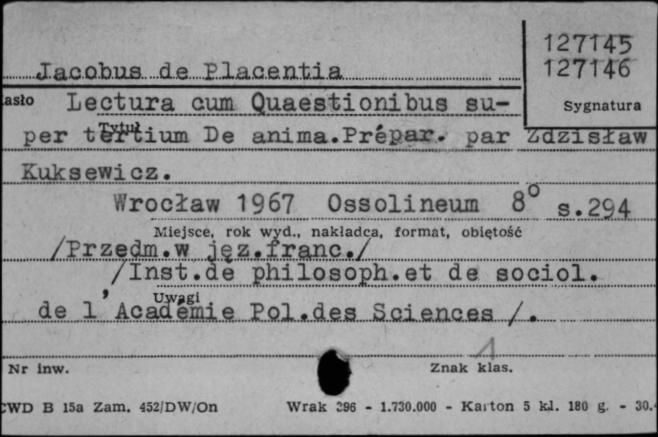 127145
127146
Sygnatura
Jacobus de Placentia
asło Lectura cum Quaestionibus su-
Tytuł
per tertium De anima.Prépar. par Zdzisław
Kuksewicz.
Wrocław 1967 Ossolineum 8° s.294
Miejsce, rok wyd., nakładca, format, objętość
/Przedm.w jęz.franc./
/Inst.de philosoph.et de sociol.
Uwagi
de l'Académie Pol.des Sciences /.
1
Nr inw. Znak klas.
CWD B 15a Zam. 452/DW/On Wrak 396 - 1.730.000 - Karton 5 kl. 180 g. - 30.